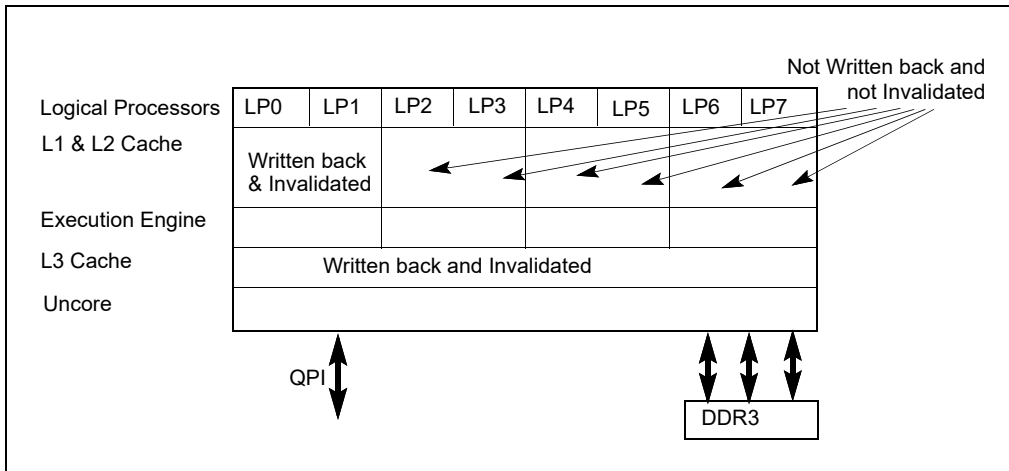 Not Written back and
not Invalidated
Logical Processors LP0 LP1 LP2 LP3 LP4 LP5 LP6 LP7
L1 & L2 Cache
Written back
& Invalidated
Execution Engine
L3 Cache Written back and Invalidated
Uncore
QPI
DDR3